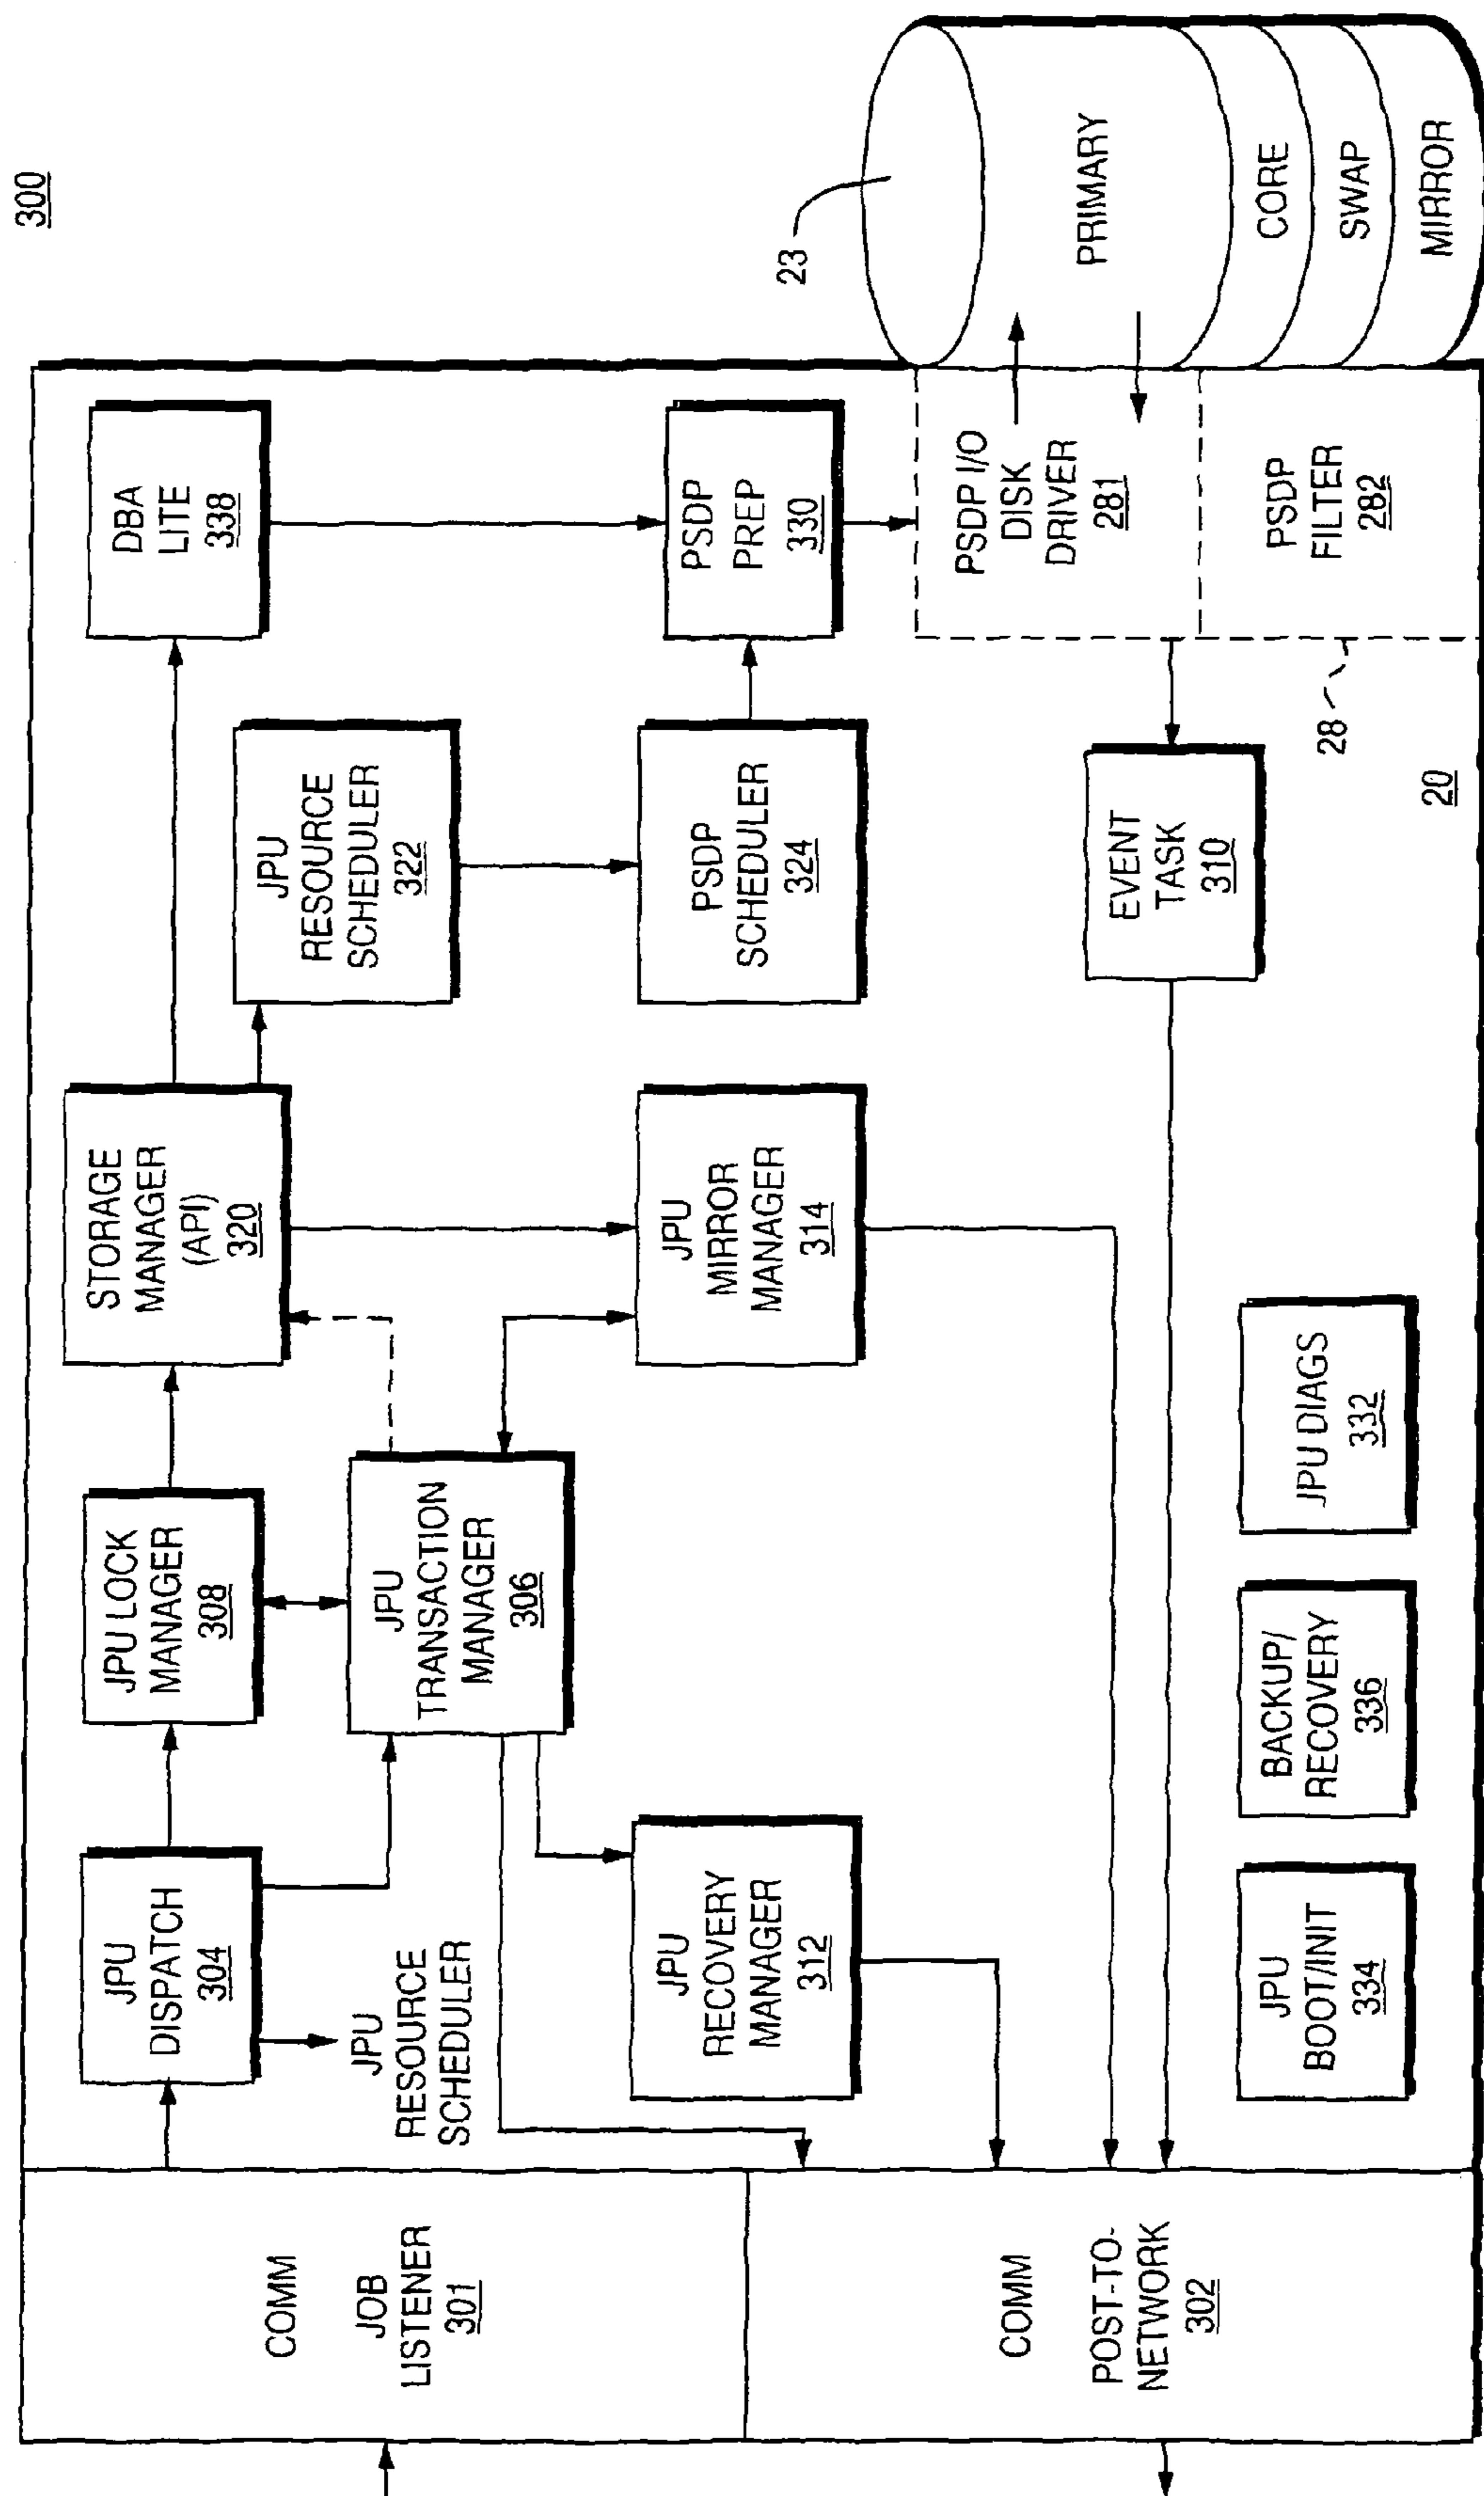 300
COMM
JOB
LISTENER
301
COMM
POST-TO-
NETWORK
302
JPU
DISPATCH
304
JPU
RESOURCE
SCHEDULER
JPU LOCK
MANAGER
308
JPU
TRANSACTION
MANAGER
306
JPU
RECOVERY
MANAGER
312
STORAGE
MANAGER
(API)
320
JPU
MIRROR
MANAGER
314
JPU
RESOURCE
SCHEDULER
322
PSDP
SCHEDULER
324
DBA
LITE
338
PSDP
PREP
330
PSDP I/O
DISK
DRIVER
281
PSDP
FILTER
282
EVENT
TASK
310
28
20
JPU
BOOT/INIT
334
BACKUP/
RECOVERY
336
JPU DIAGS
332
23
PRIMARY
CORE
SWAP
MIRROR